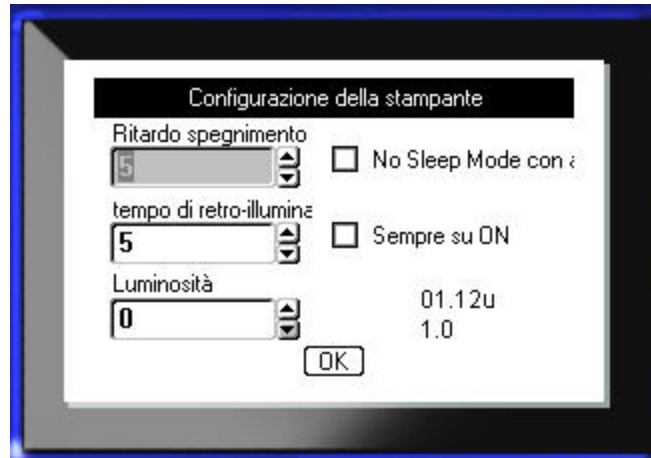 Configurazione della stampante
Ritardo spegnimento
5
No Sleep Mode con
tempo di retro-illumina
5
Sempre su ON
Luminosità
0
01.12u
1.0
OK